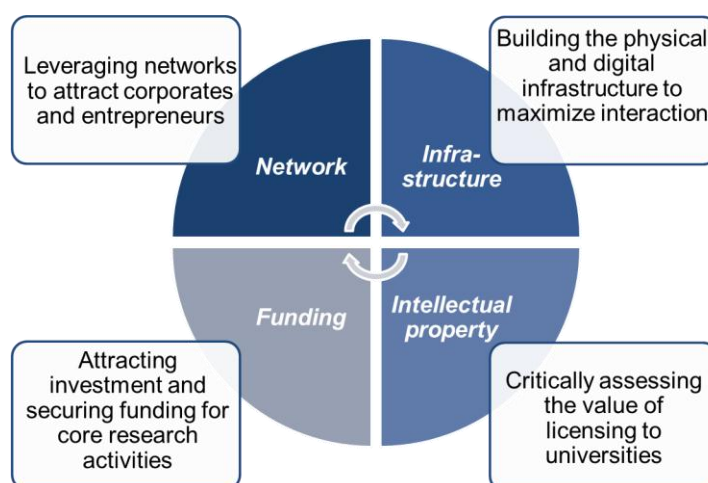 Leveraging networks
to attract corporates
and entrepreneurs
Building the physical
and digital
infrastructure to
maximize interaction
Network
Infra-
structure
Funding
Intellectual
property
Attracting
investment and
securing funding for
core research
activities
Critically assessing
the value of
licensing to
universities